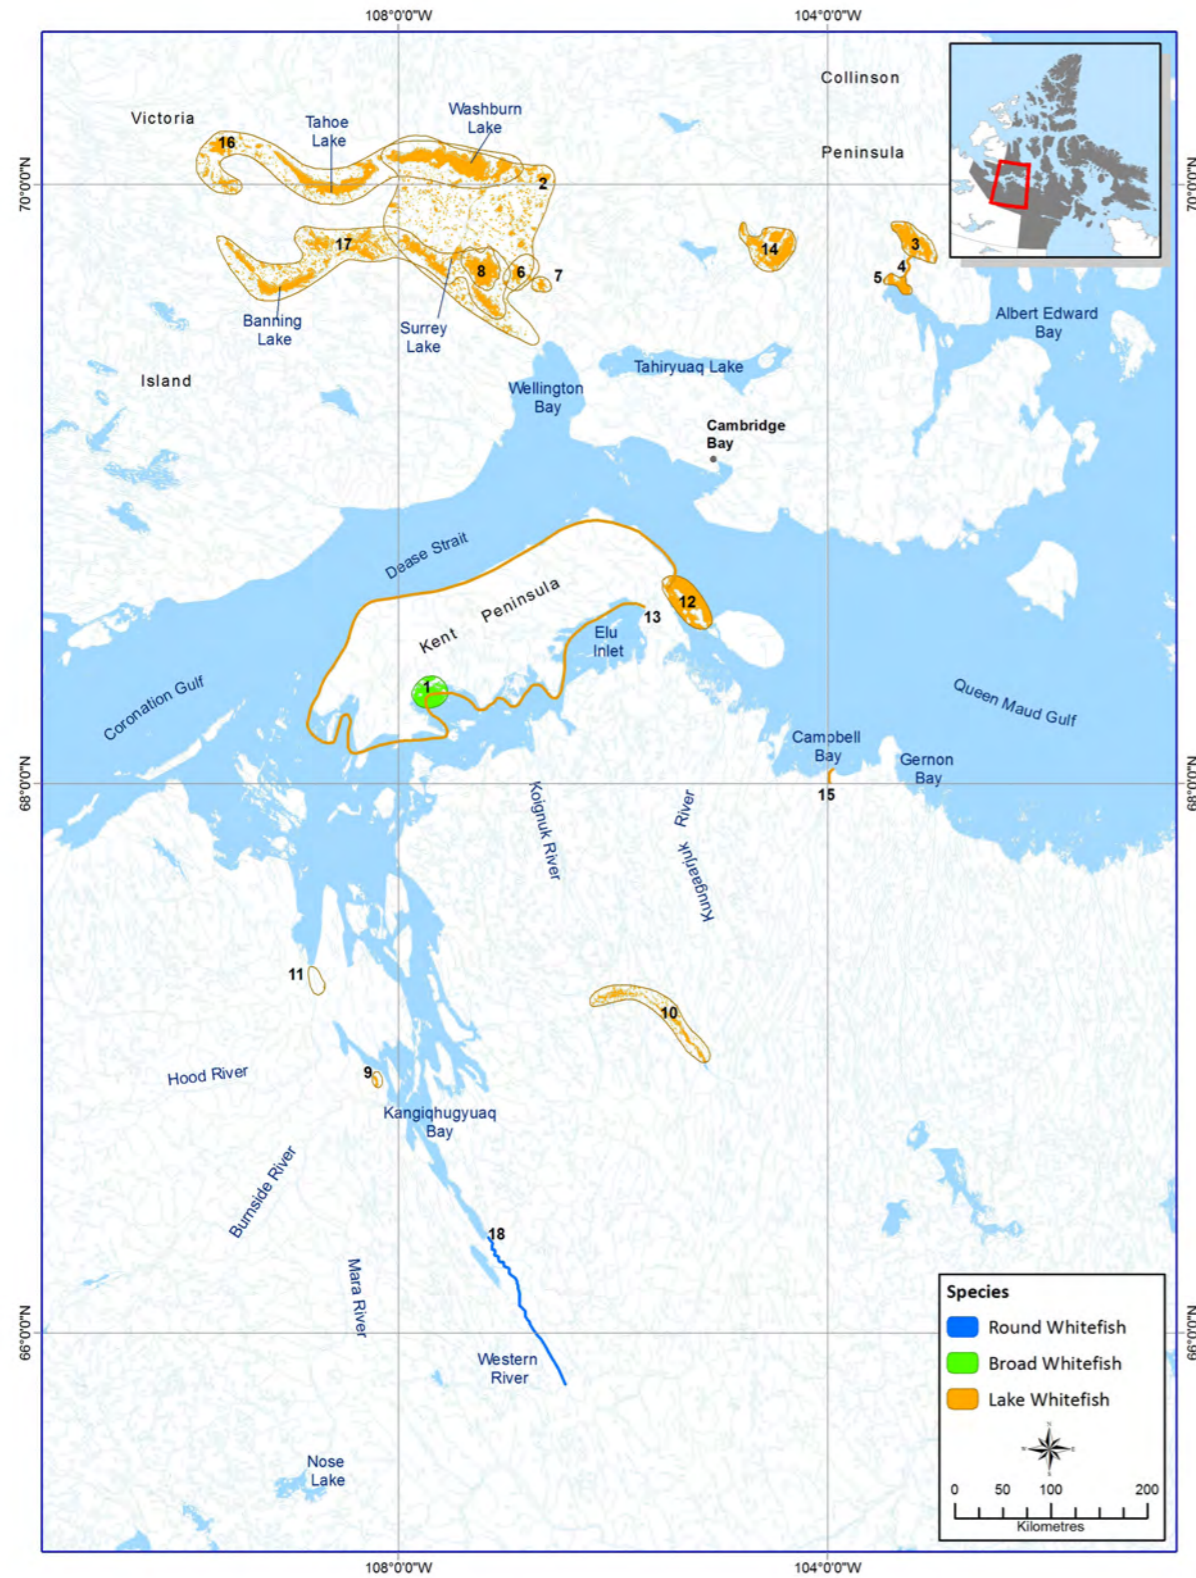 108°0'0"W
104°0'0"W
Collinson
Peninsula
Victoria
Tahoe
Lake
Washburn
Lake
16
2
70°0'0"N
70°0'0"N
17
8
6
7
14
3
4
5
Banning
Lake
Surrey
Lake
Albert Edward
Bay
Island
Tahiryuaq Lake
Wellington
Bay
Cambridge
Bay
Dease Strait
Kent Peninsula
12
13
Elu
Inlet
1
Coronation Gulf
Queen Maud Gulf
Campbell
Bay
Gernon
Bay
68°0'0"N
68°0'0"N
15
Koignuk River
Kuugaarjuk River
11
10
Hood River
9
Kangiqhugyuaq
Bay
Burnside River
18
Mara River
66°0'0"N
66°0'0"N
Western
River
Nose
Lake
Species
Round Whitefish
Broad Whitefish
Lake Whitefish
N
W
E
S
0 50 100 200
Kilometres
108°0'0"W
104°0'0"W